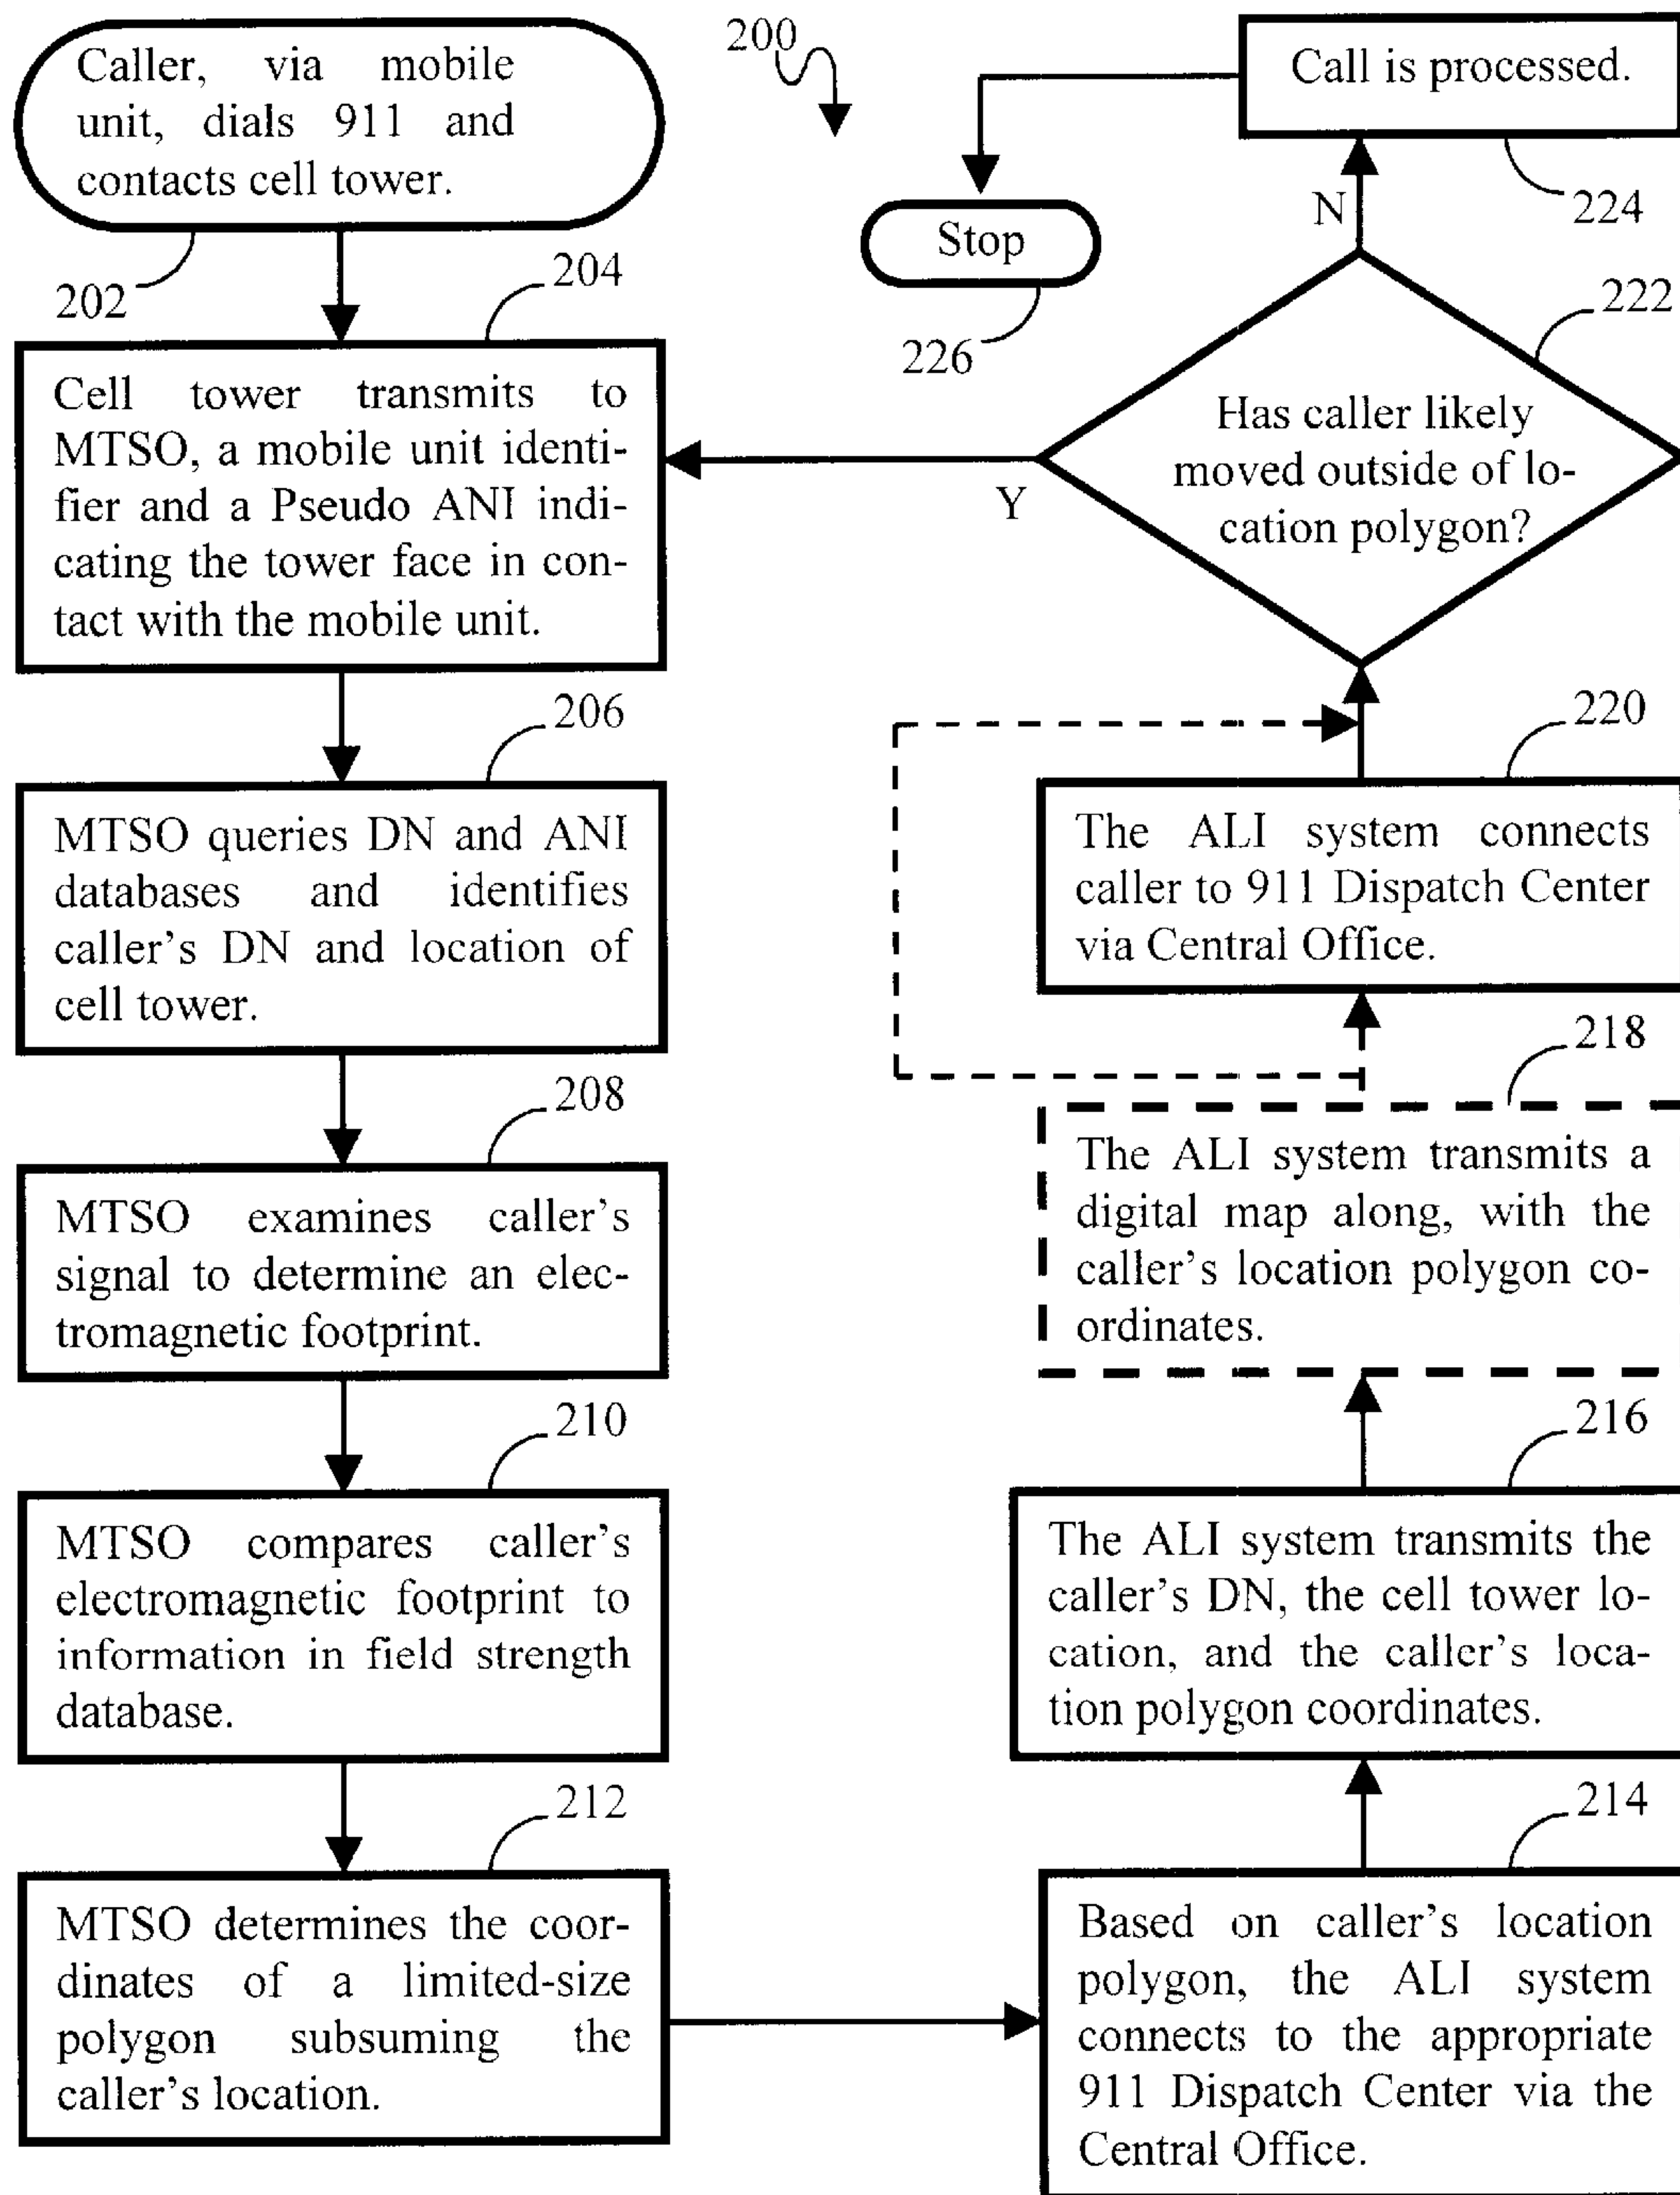 Caller, via mobile
unit, dials 911 and
contacts cell tower.
202
204
Cell tower transmits to
MTSO, a mobile unit identi-
fier and a Pseudo ANI indi-
cating the tower face in con-
tact with the mobile unit.
206
MTSO queries DN and ANI
databases and identifies
caller's DN and location of
cell tower.
208
MTSO examines caller's
signal to determine an elec-
tromagnetic footprint.
210
MTSO compares caller's
electromagnetic footprint to
information in field strength
database.
212
MTSO determines the coor-
dinates of a limited-size
polygon subsuming the
caller's location.
214
Based on caller's location
polygon, the ALI system
connects to the appropriate
911 Dispatch Center via the
Central Office.
216
The ALI system transmits the
caller's DN, the cell tower lo-
cation, and the caller's loca-
tion polygon coordinates.
218
The ALI system transmits a
digital map along, with the
caller's location polygon co-
ordinates.
220
The ALI system connects
caller to 911 Dispatch Center
via Central Office.
222
Has caller likely
moved outside of lo-
cation polygon?
Y
N
224
Call is processed.
Stop
226
200